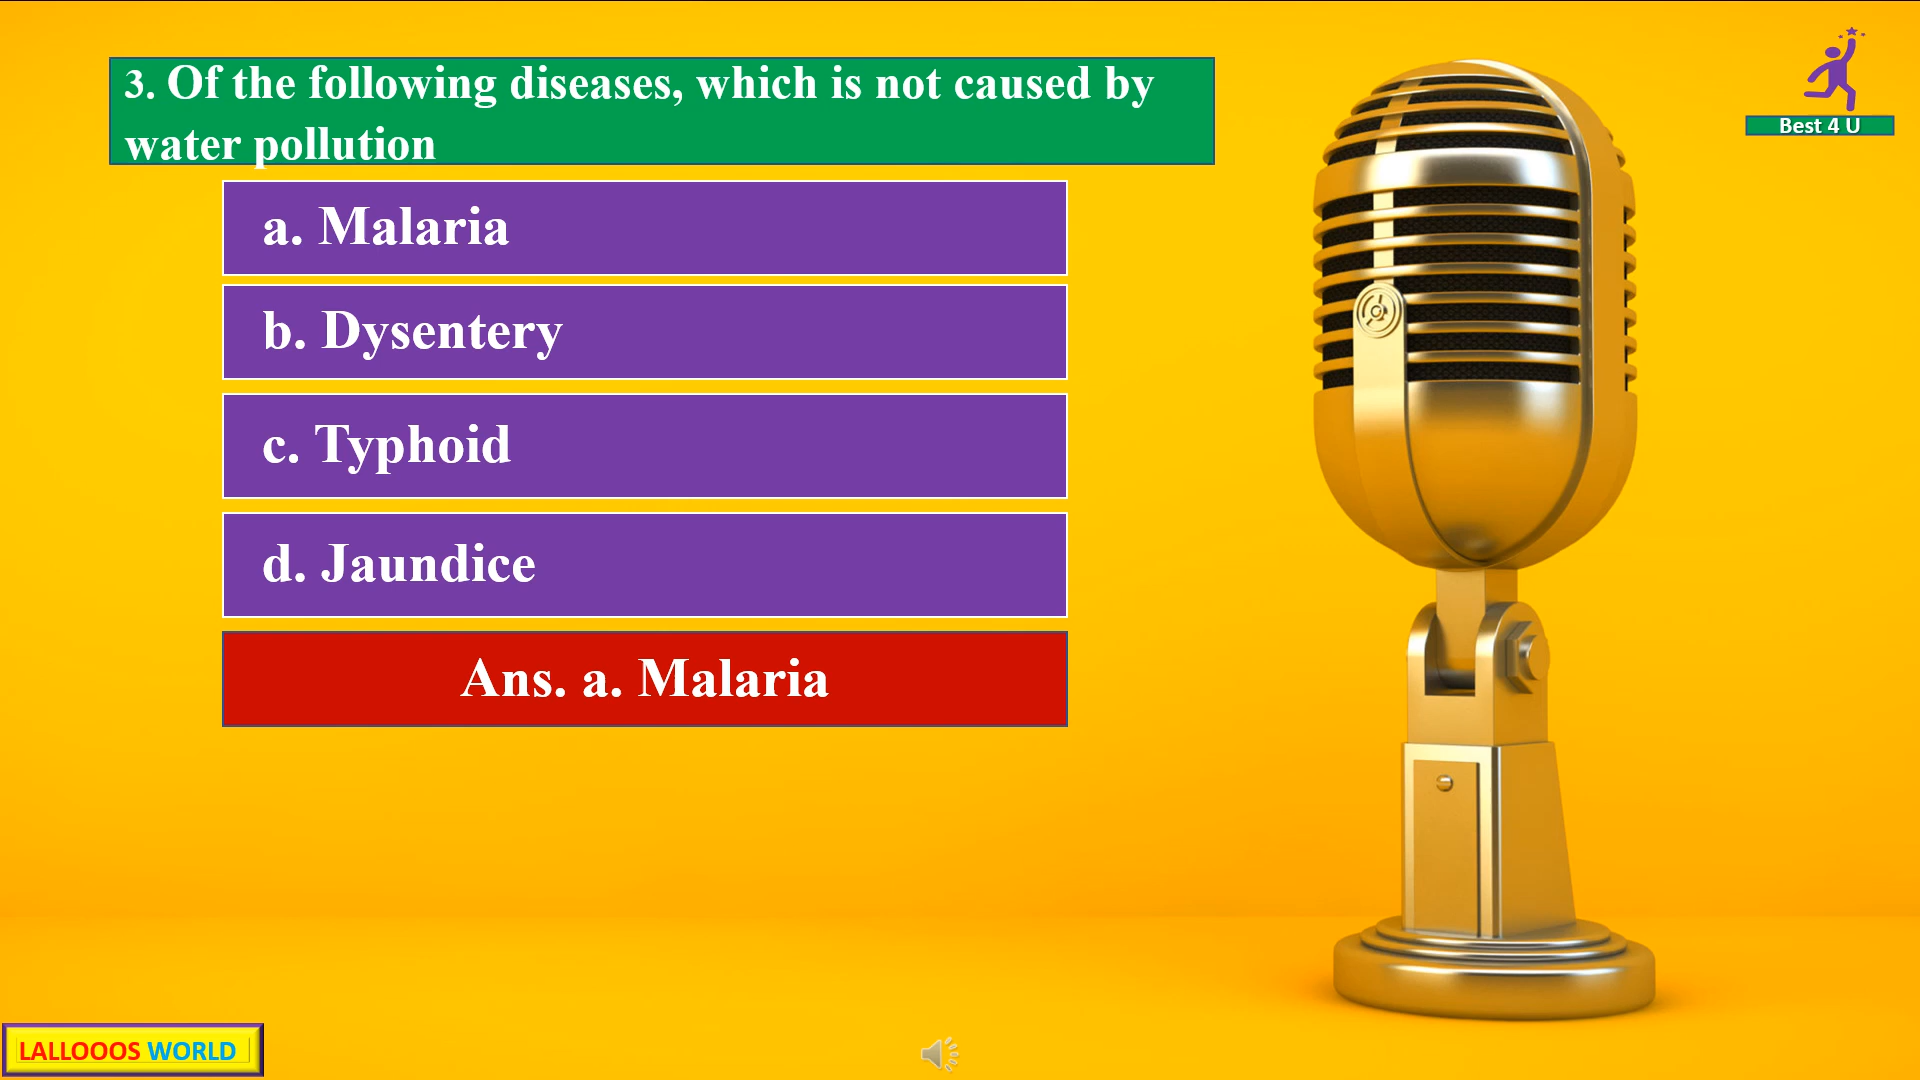 3. Of the following diseases, which is not caused by
water pollution
Best 4 U
a. Malaria
b. Dysentery
c. Typhoid
d. Jaundice
Ans. a. Malaria
LALLOOOS WORLD